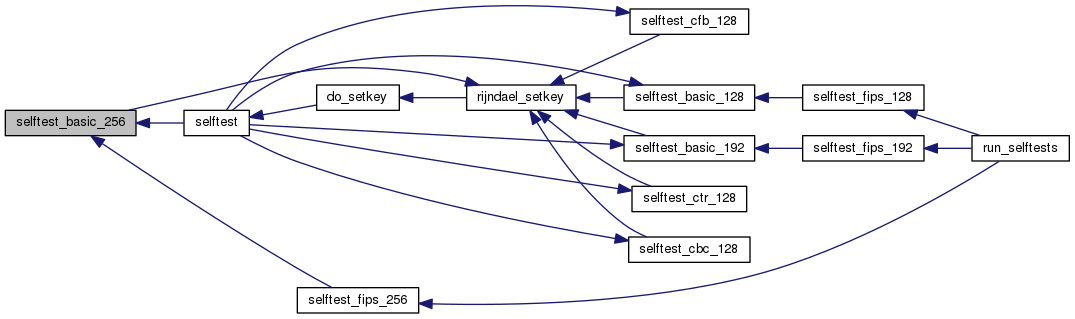 selftest_cfb_128
do_setkey
rijndael_setkey
selftest_basic_128
selftest_fips_128
selftest_basic_256
selftest
selftest_basic_192
selftest_fips_192
run_selftests
selftest_ctr_128
selftest_cbc_128
selftest_fips_256